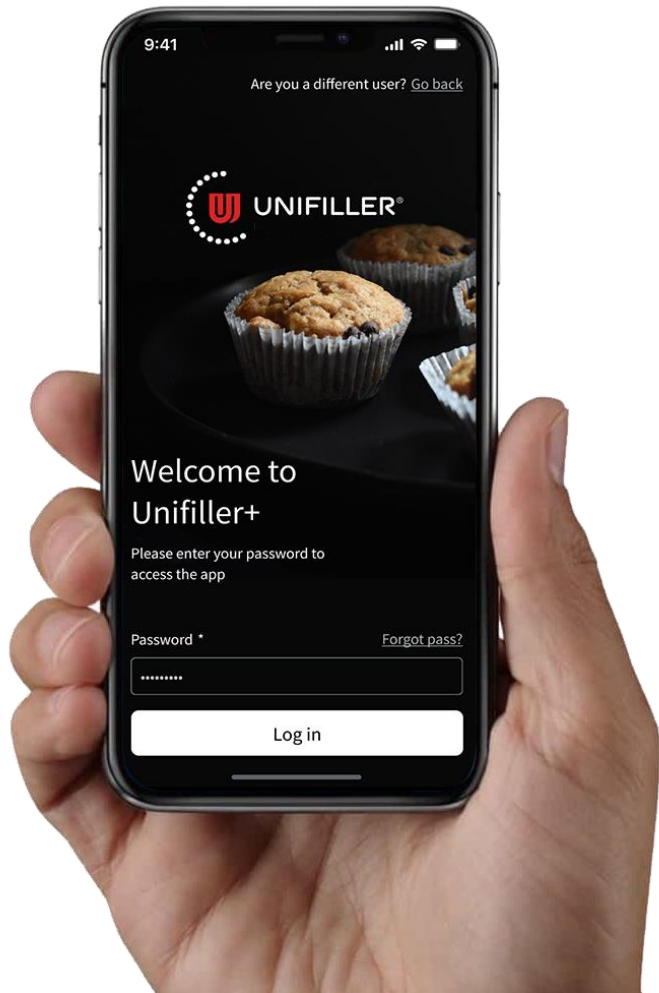 9:41
Are you a different user? Go back
UNIFILLER®
Welcome to
Unifiller+
Please enter your password to
access the app
Password *
Forgot pass?
•••••••••
Log in